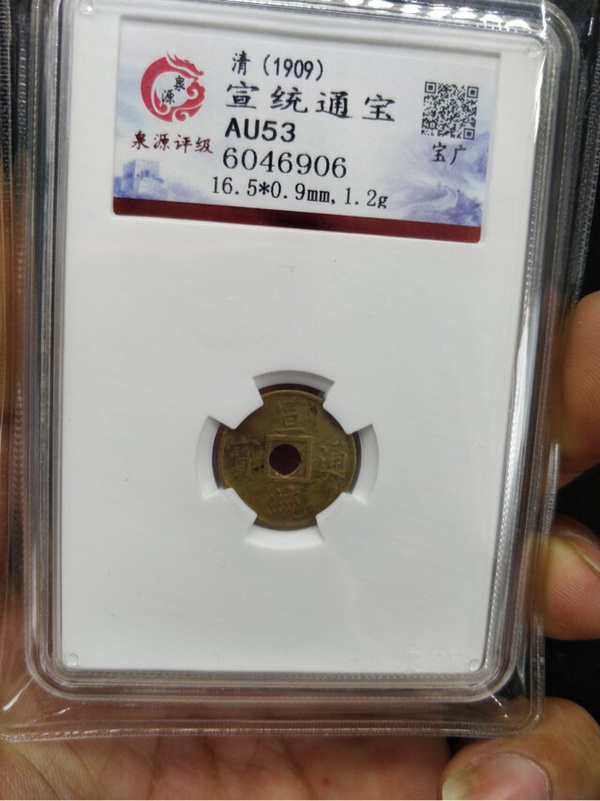 清（1909）
宣统通宝
AU53
6046906
16.5*0.9mm,1.2g
泉源
泉源评级
宝广
宣
寳 通
統